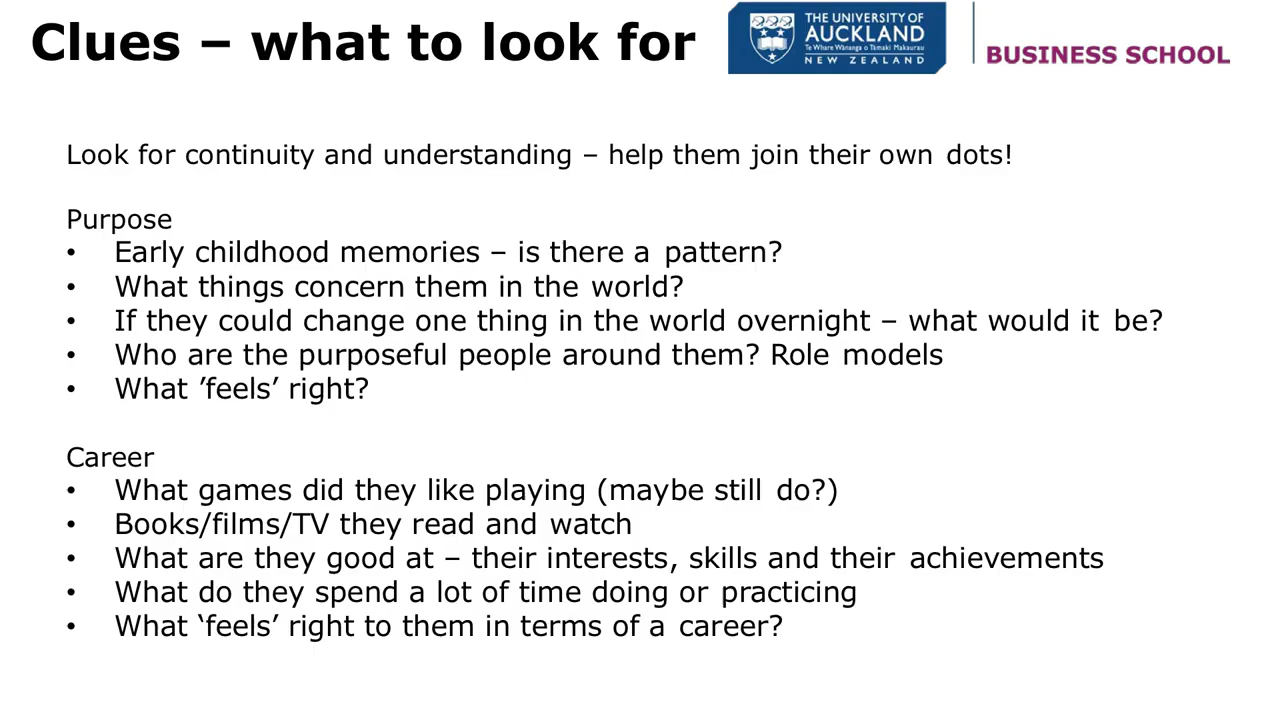 Clues – what to look for
THE UNIVERSITY OF
AUCKLAND
Te Whare Wānanga o Tāmaki Makaurau
NEW ZEALAND
BUSINESS SCHOOL
Look for continuity and understanding – help them join their own dots!
Purpose
• Early childhood memories – is there a pattern?
• What things concern them in the world?
• If they could change one thing in the world overnight – what would it be?
• Who are the purposeful people around them? Role models
• What ’feels’ right?
Career
• What games did they like playing (maybe still do?)
• Books/films/TV they read and watch
• What are they good at – their interests, skills and their achievements
• What do they spend a lot of time doing or practicing
• What ‘feels’ right to them in terms of a career?